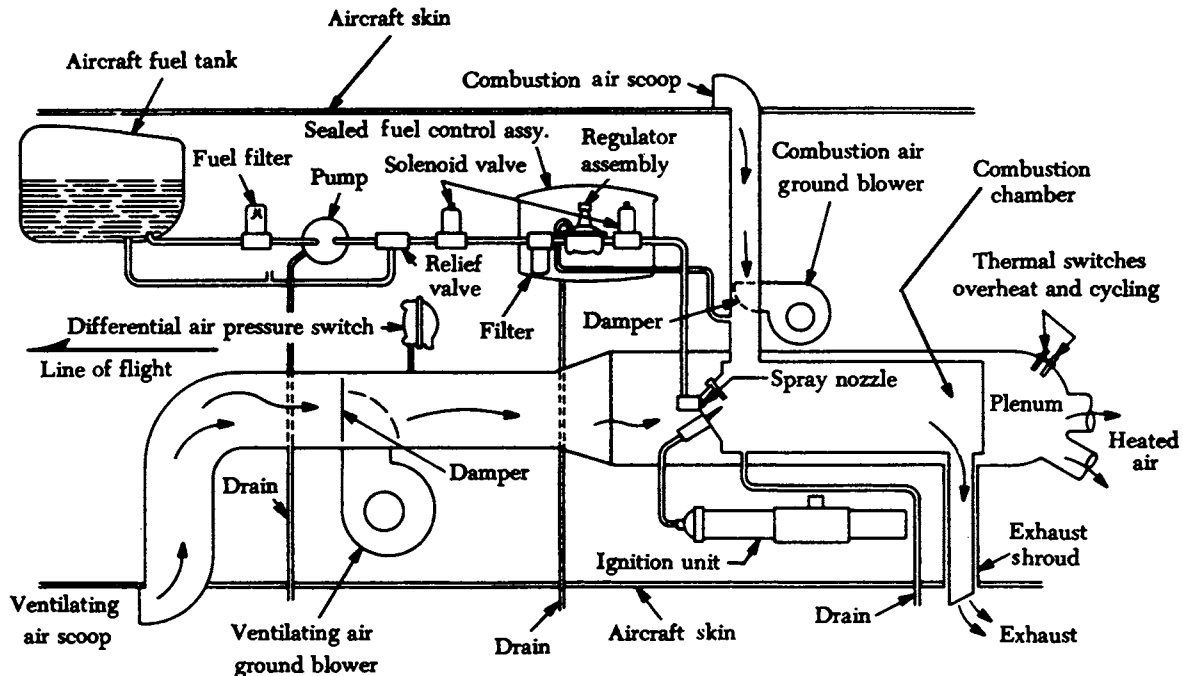 Aircraft skin
Aircraft fuel tank
Combustion air scoop
Sealed fuel control assy.
Fuel filter
Solenoid valve
Regulator
assembly
Pump
Combustion air
ground blower
Combustion
chamber
Relief
valve
Thermal switches
overheat and cycling
Differential air pressure switch
Filter
Damper
Line of flight
Spray nozzle
Plenum
Heated
air
Drain
Damper
Ignition unit
Exhaust
shroud
Ventilating
air scoop
Ventilating air
ground blower
Drain
Aircraft skin
Drain
Exhaust